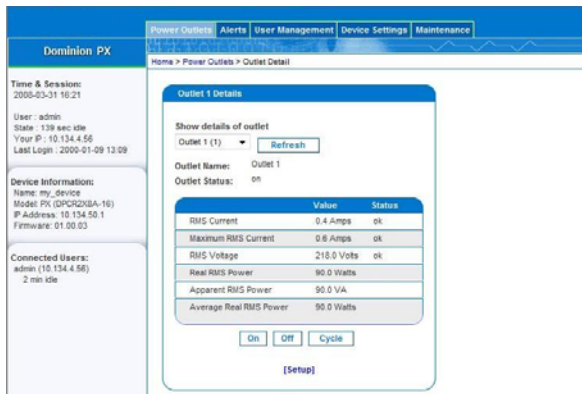 Power Outlets Alerts User Management Device Settings Maintenance
Dominion PX
Home > Power Outlets > Outlet Detail
Time & Session:
2008-03-31 16:21
User : admin
State : 139 sec idle
Your IP : 10.134.4.56
Last Login : 2000-01-09 13:09
Device Information:
Name: my_device
Model: PX (DPCR2X8A-16)
IP Address: 10.134.50.1
Firmware: 01.00.03
Connected Users:
admin (10.134.4.56)
2 min idle
Outlet 1 Details
Show details of outlet
Outlet 1 (1) Refresh
Outlet Name: Outlet 1
Outlet Status: on
Value Status
RMS Current 0.4 Amps ok
Maximum RMS Current 0.6 Amps ok
RMS Voltage 218.0 Volts ok
Real RMS Power 90.0 Watts
Apparent RMS Power 90.0 VA
Average Real RMS Power 90.0 Watts
On Off Cycle
[Setup]